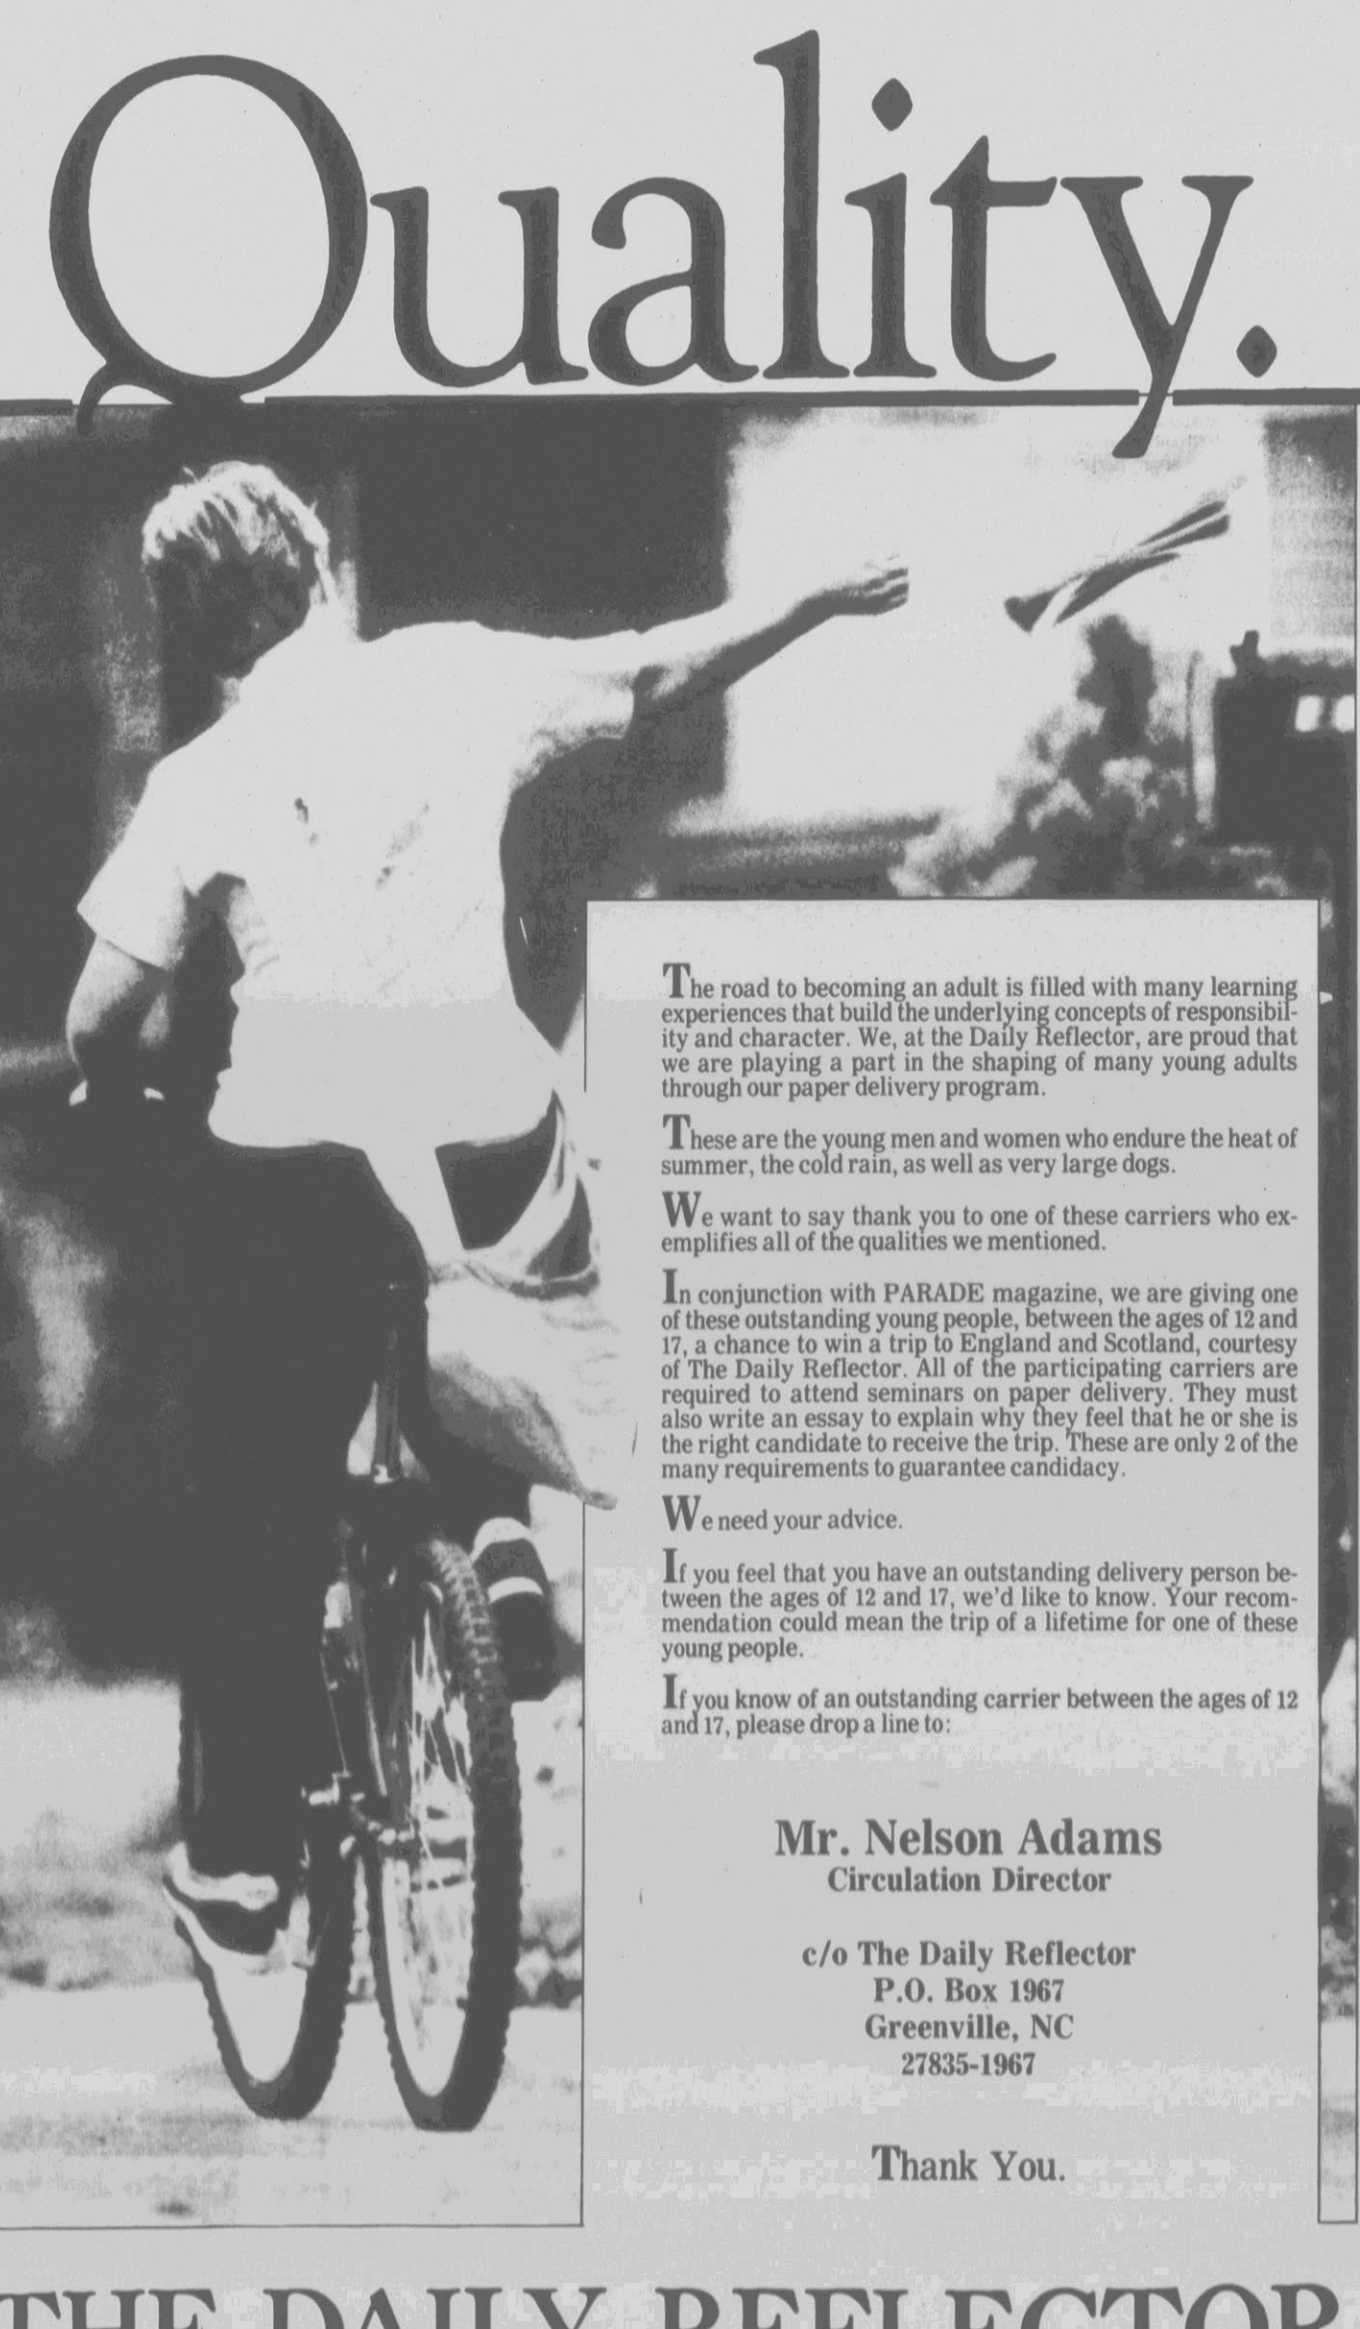 Quality.
The road to becoming an adult is filled with many learning
experiences that build the underlying concepts of responsibil-
ity and character. We, at the Daily Reflector, are proud that
we are playing a part in the shaping of many young adults
through our paper delivery program.
These are the young men and women who endure the heat of
summer, the cold rain, as well as very large dogs.
We want to say thank you to one of these carriers who ex-
emplifies all of the qualities we mentioned.
In conjunction with PARADE magazine, we are giving one
of these outstanding young people, between the ages of 12 and
17, a chance to win a trip to England and Scotland, courtesy
of The Daily Reflector. All of the participating carriers are
required to attend seminars on paper delivery. They must
also write an essay to explain why they feel that he or she is
the right candidate to receive the trip. These are only 2 of the
many requirements to guarantee candidacy.
We need your advice.
If you feel that you have an outstanding delivery person be-
tween the ages of 12 and 17, we'd like to know. Your recom-
mendation could mean the trip of a lifetime for one of these
young people.
If you know of an outstanding carrier between the ages of 12
and 17, please drop a line to:
Mr. Nelson Adams
Circulation Director
c/o The Daily Reflector
P.O. Box 1967
Greenville, NC
27835-1967
Thank You.
THE DAILY REFLECTOR